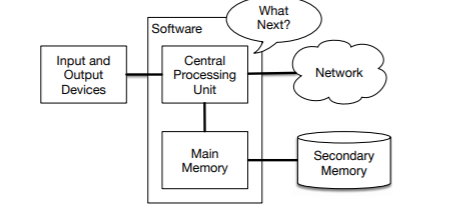 What
Next?
Software
Input and
Output
Devices
Central
Processing
Unit
Network
Main
Memory
Secondary
Memory